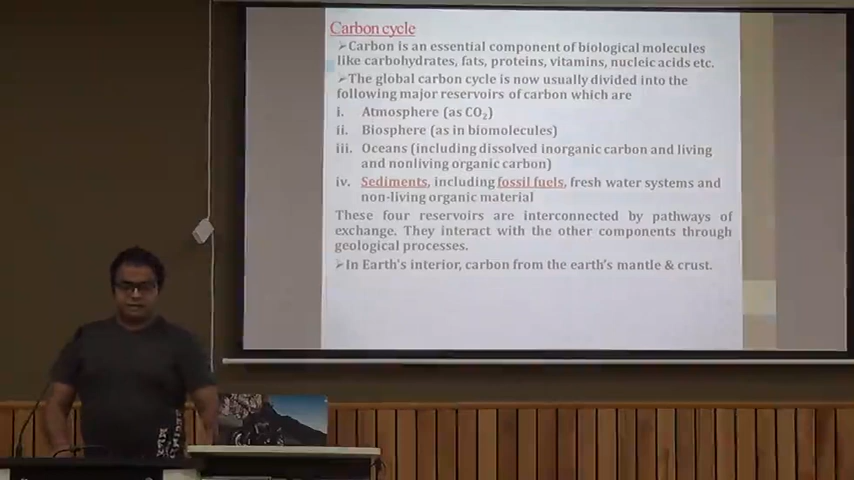 Carbon cycle
➢Carbon is an essential component of biological molecules
like carbohydrates, fats, proteins, vitamins, nucleic acids etc.
➢The global carbon cycle is now usually divided into the
following major reservoirs of carbon which are
i. Atmosphere (as CO₂)
ii. Biosphere (as in biomolecules)
iii. Oceans (including dissolved inorganic carbon and living
and nonliving organic carbon)
iv. Sediments, including fossil fuels, fresh water systems and
non-living organic material
These four reservoirs are interconnected by pathways of
exchange. They interact with the other components through
geological processes.
➢In Earth's interior, carbon from the earth's mantle & crust.